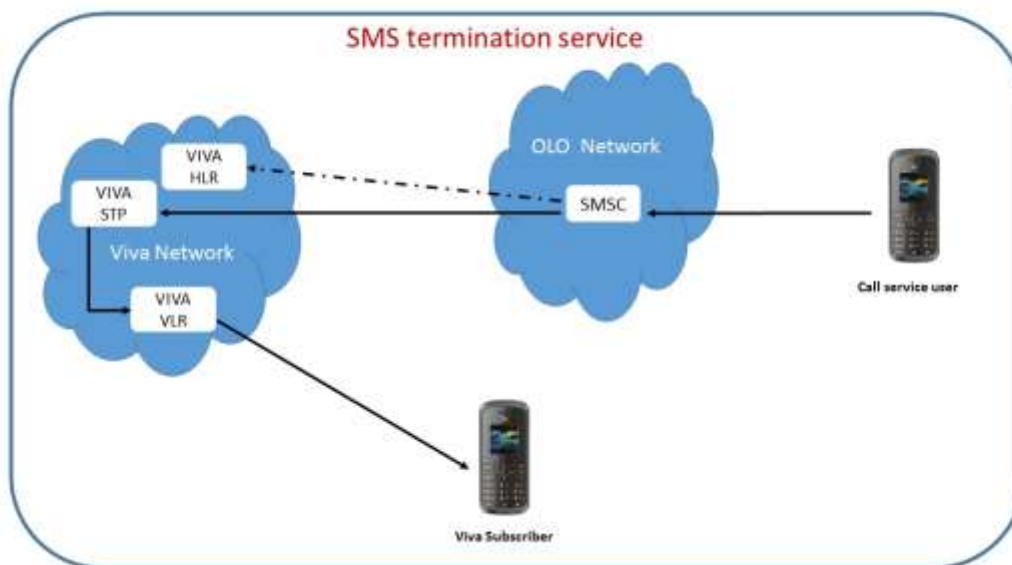 SMS termination service
OLO Network
VIVA
HLR
VIVA
STP
SMSC
Viva Network
VIVA
VLR
Call service user
Viva Subscriber